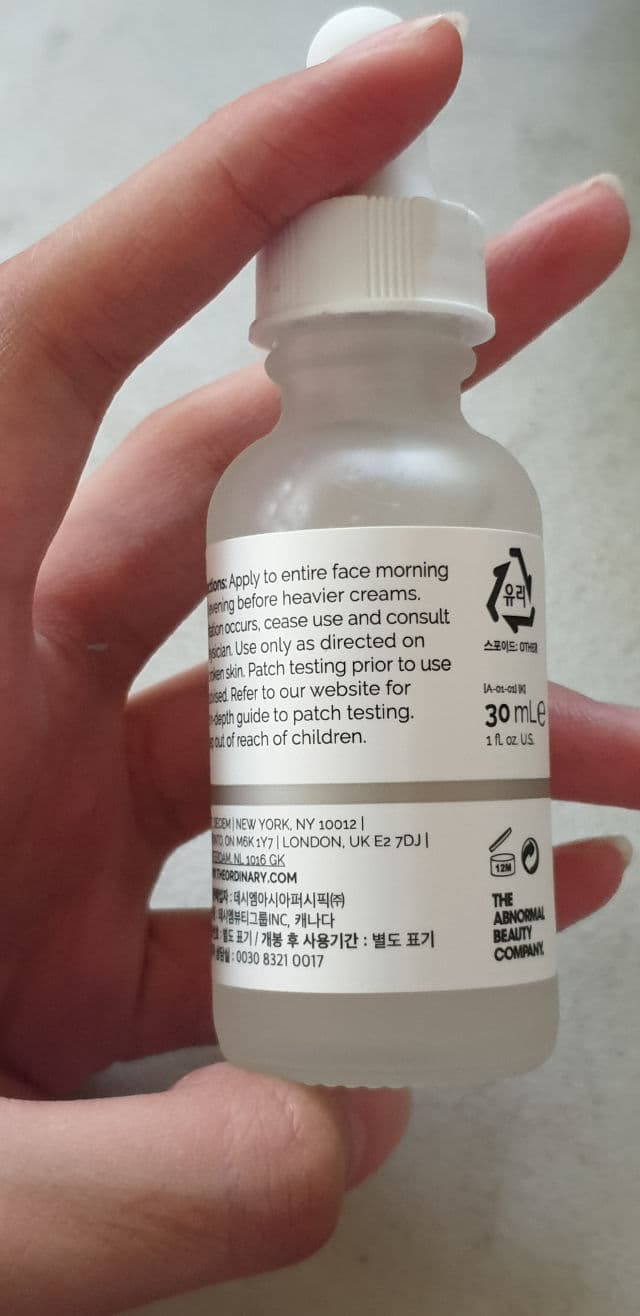 Apply to entire face morning
evening before heavier creams.
occurs, cease use and consult
Use only as directed on
skin. Patch testing prior to use
Refer to our website for
depth guide to patch testing.
out of reach of children.
유리
스포이드: OTHER
30 mLe
1 fl. oz. U.S.
NEW YORK, NY 10012 |
ON M6K 1Y7 | LONDON, UK E2 7DJ |
NL 1016 GK
THEORDINARY.COM
데시엠아시아퍼시픽㈜
데시엠뷰티그룹INC, 캐나다
별도 표기 / 개봉 후 사용기간 : 별도 표기
0030 8321 0017
12M
THE
ABNORMAL
BEAUTY
COMPANY.